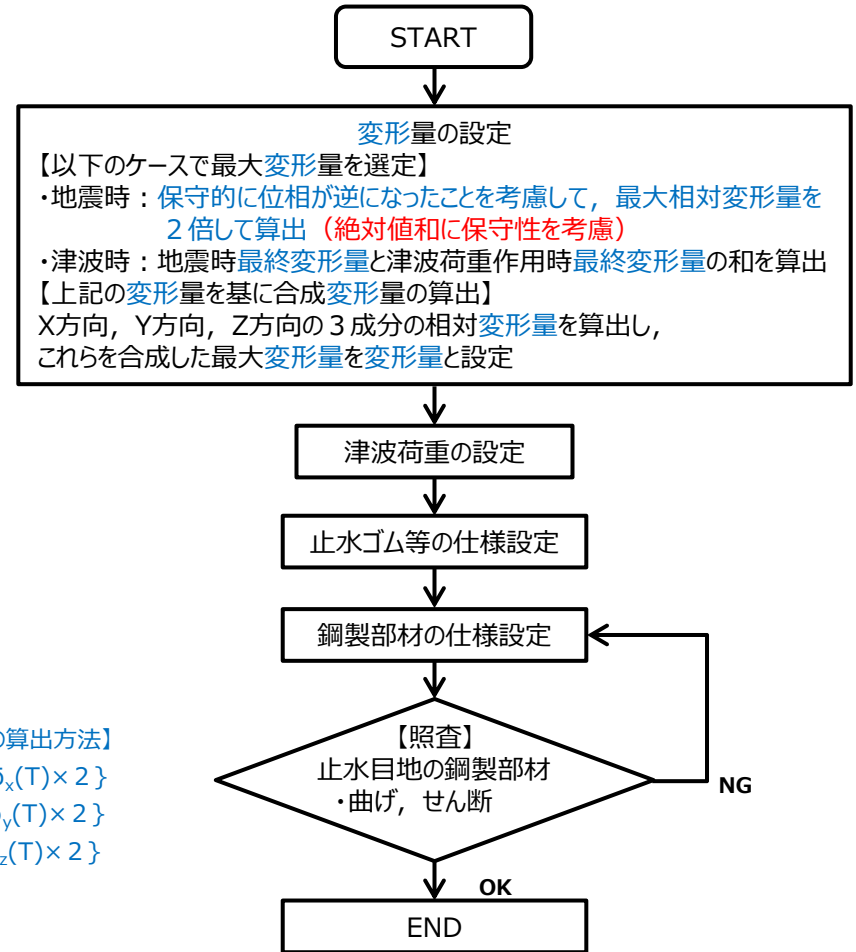 START
変形量の設定
【以下のケースで最大変形量を選定】
・地震時：保守的に位相が逆になったことを考慮して，最大相対変形量を
２倍して算出（絶対値和に保守性を考慮）
・津波時：地震時最終変形量と津波荷重作用時最終変形量の和を算出
【上記の変形量を基に合成変形量の算出】
X方向，Y方向，Z方向の３成分の相対変形量を算出し，
これらを合成した最大変形量を変形量と設定
津波荷重の設定
止水ゴム等の仕様設定
鋼製部材の仕様設定
【照査】
止水目地の鋼製部材
・曲げ，せん断
NG
OK
END
の算出方法】
x(T)×２｝
y(T)×２｝
z(T)×２｝